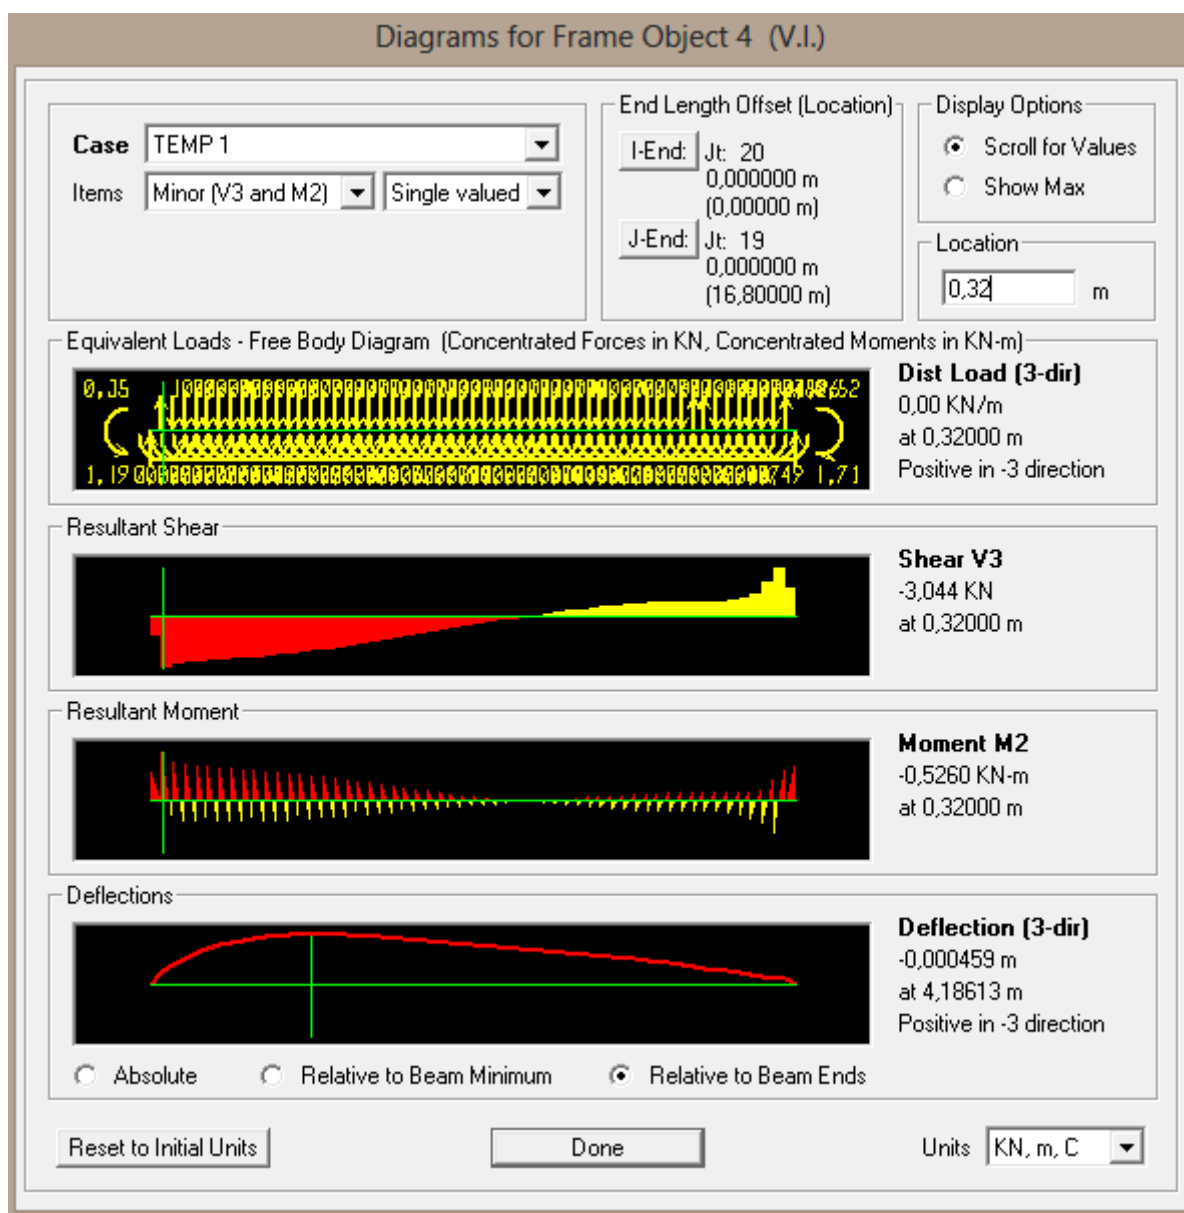 Diagrams for Frame Object 4 (V.I.)
Case TEMP 1
Items Minor (V3 and M2) Single valued
End Length Offset (Location)
I-End: Jt: 20
0,000000 m
(0,00000 m)
J-End: Jt: 19
0,000000 m
(16,80000 m)
Display Options
Scroll for Values
Show Max
Location
0,32 m
Equivalent Loads - Free Body Diagram (Concentrated Forces in KN, Concentrated Moments in KN-m)
0,35
1,19
1,71
Dist Load (3-dir)
0,00 KN/m
at 0,32000 m
Positive in -3 direction
Resultant Shear
Shear V3
-3,044 KN
at 0,32000 m
Resultant Moment
Moment M2
-0,5260 KN-m
at 0,32000 m
Deflections
Deflection (3-dir)
-0,000459 m
at 4,18613 m
Positive in -3 direction
Absolute Relative to Beam Minimum Relative to Beam Ends
Reset to Initial Units Done Units KN, m, C